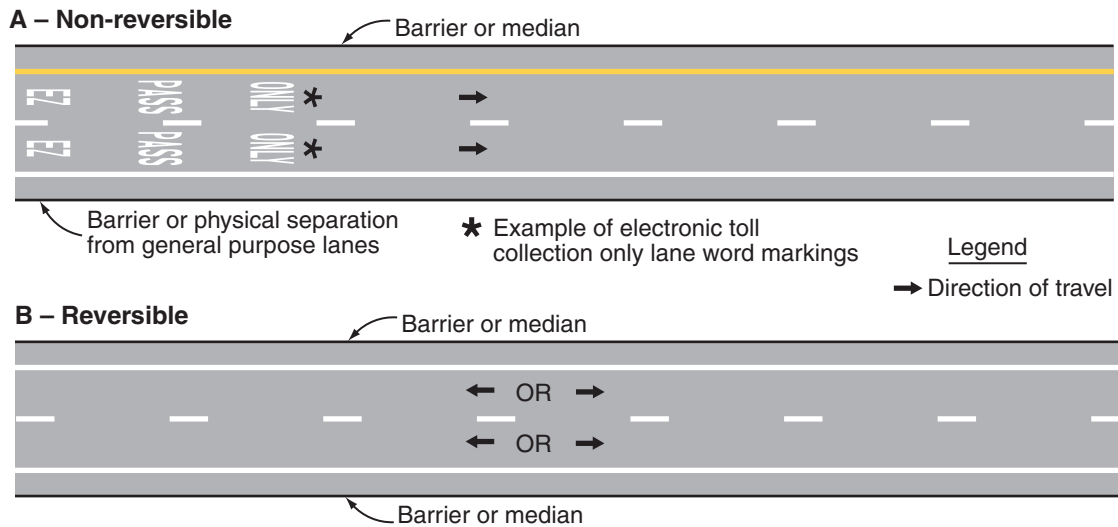 A – Non-reversible
Barrier or median
EZ PASS ONLY *
EZ PASS ONLY *
Barrier or physical separation
from general purpose lanes
* Example of electronic toll
collection only lane word markings
Legend
Direction of travel
B – Reversible
Barrier or median
OR
OR
Barrier or median